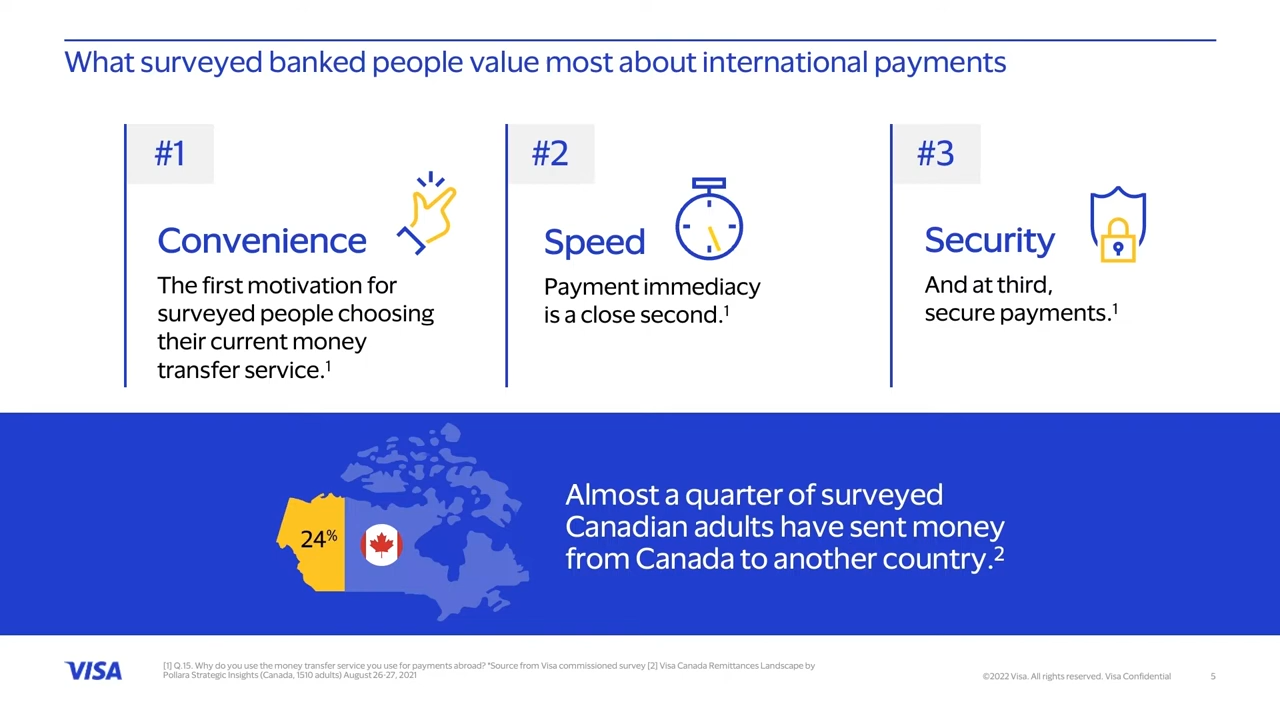 What surveyed banked people value most about international payments
#1
Convenience
The first motivation for
surveyed people choosing
their current money
transfer service.¹
#2
Speed
Payment immediacy
is a close second.¹
#3
Security
And at third,
secure payments.¹
24%
Almost a quarter of surveyed
Canadian adults have sent money
from Canada to another country.²
VISA
[1] Q.15. Why do you use the money transfer service you use for payments abroad? *Source from Visa commissioned survey [2] Visa Canada Remittances Landscape by
Pollara Strategic Insights (Canada, 1510 adults) August 26-27, 2021
©2022 Visa. All rights reserved. Visa Confidential
5